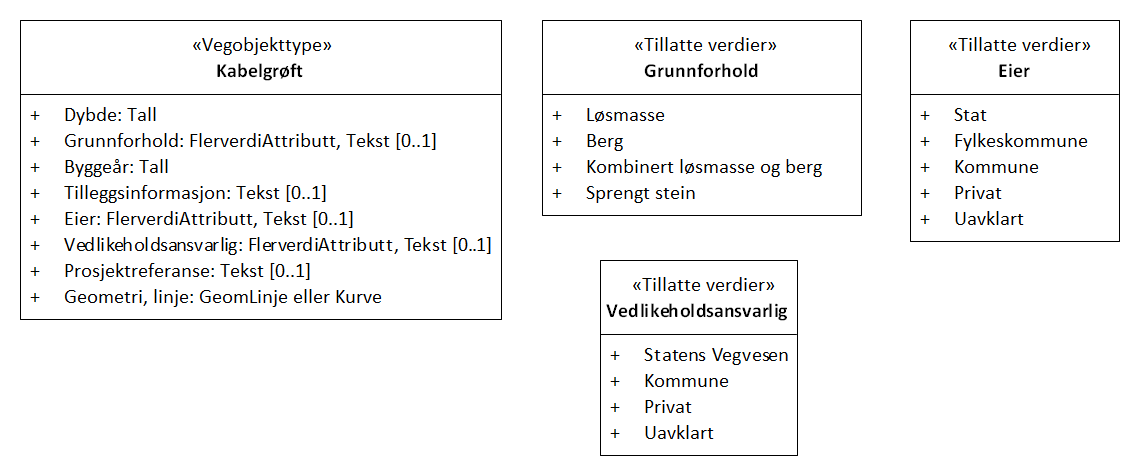 «Vegobjekttype»
Kabelgrøft
+ Dybde: Tall
+ Grunnforhold: FlerverdiAttributt, Tekst [0..1]
+ Byggeår: Tall
+ Tilleggsinformasjon: Tekst [0..1]
+ Eier: FlerverdiAttributt, Tekst [0..1]
+ Vedlikeholdsansvarlig: FlerverdiAttributt, Tekst [0..1]
+ Prosjektreferanse: Tekst [0..1]
+ Geometri, linje: GeomLinje eller Kurve
«Tillatte verdier»
Grunnforhold
+ Løsmasse
+ Berg
+ Kombinert løsmasse og berg
+ Sprengt stein
«Tillatte verdier»
Eier
+ Stat
+ Fylkeskommune
+ Kommune
+ Privat
+ Uavklart
«Tillatte verdier»
Vedlikeholdsansvarlig
+ Statens Vegvesen
+ Kommune
+ Privat
+ Uavklart